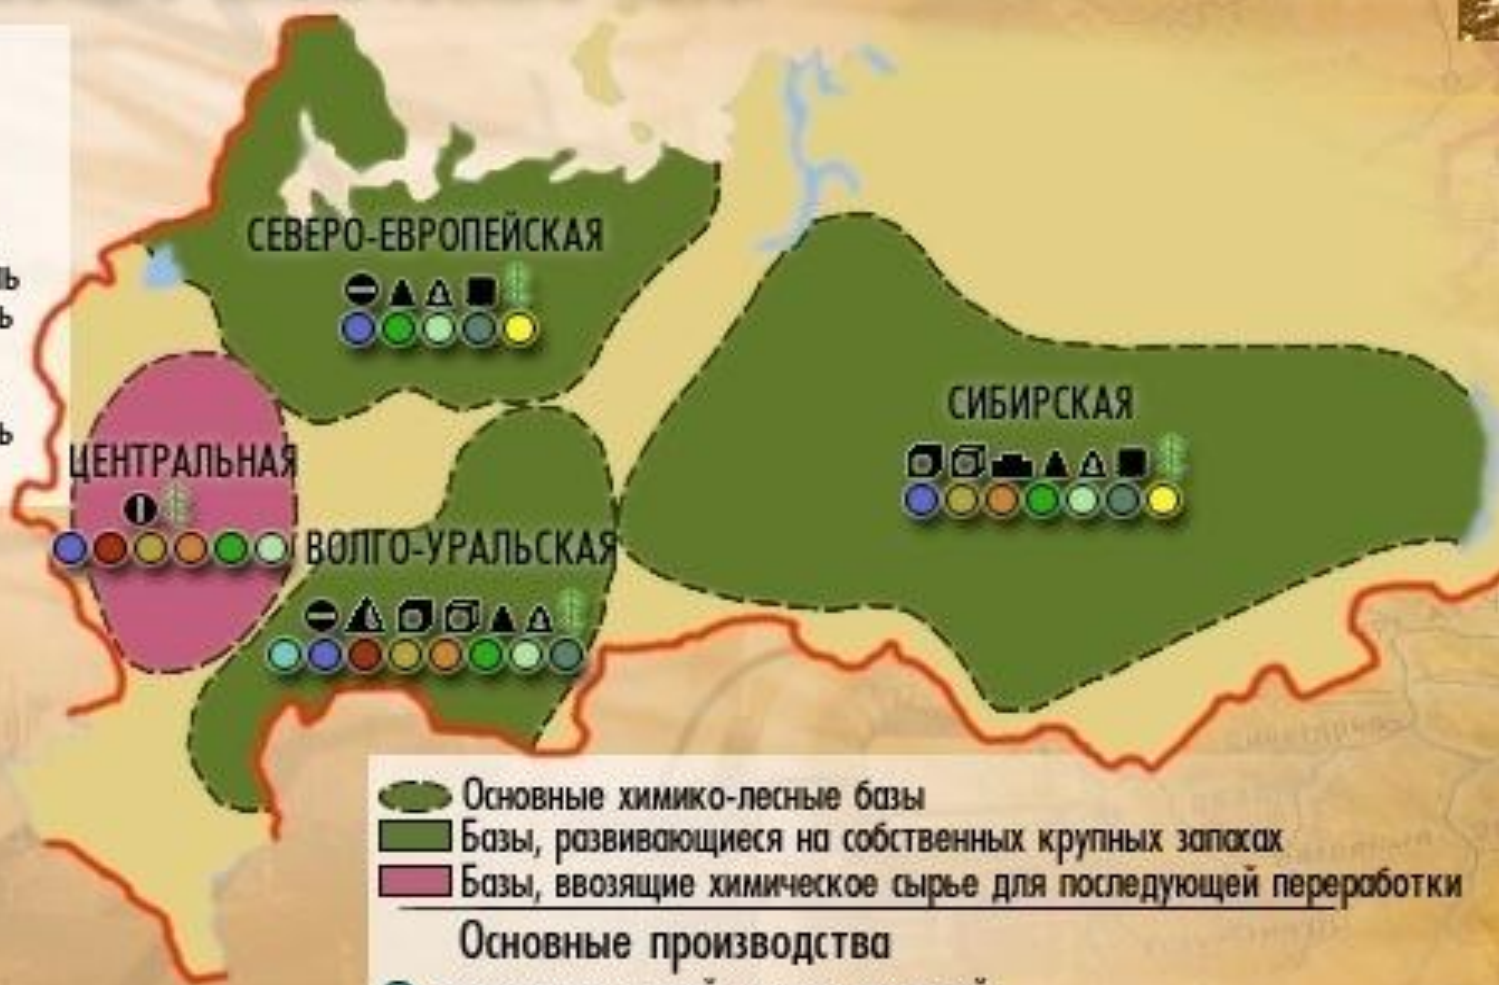 СЕВЕРО-ЕВРОПЕЙСКАЯ
СИБИРСКАЯ
ЦЕНТРАЛЬНАЯ
ВОЛГО-УРАЛЬСКАЯ
Основные химико-лесные базы
Базы, развивающиеся на собственных крупных запасах
Базы, ввозящие химическое сырье для последующей переработки
Основные производства